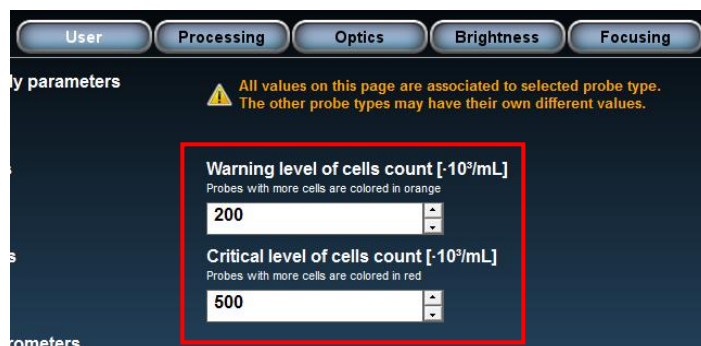 User Processing Optics Brightness Focusing
ly parameters
All values on this page are associated to selected probe type.
The other probe types may have their own different values.
s
Warning level of cells count [·10³/mL]
Probes with more cells are colored in orange
200
s
Critical level of cells count [·10³/mL]
Probes with more cells are colored in red
500
rometers